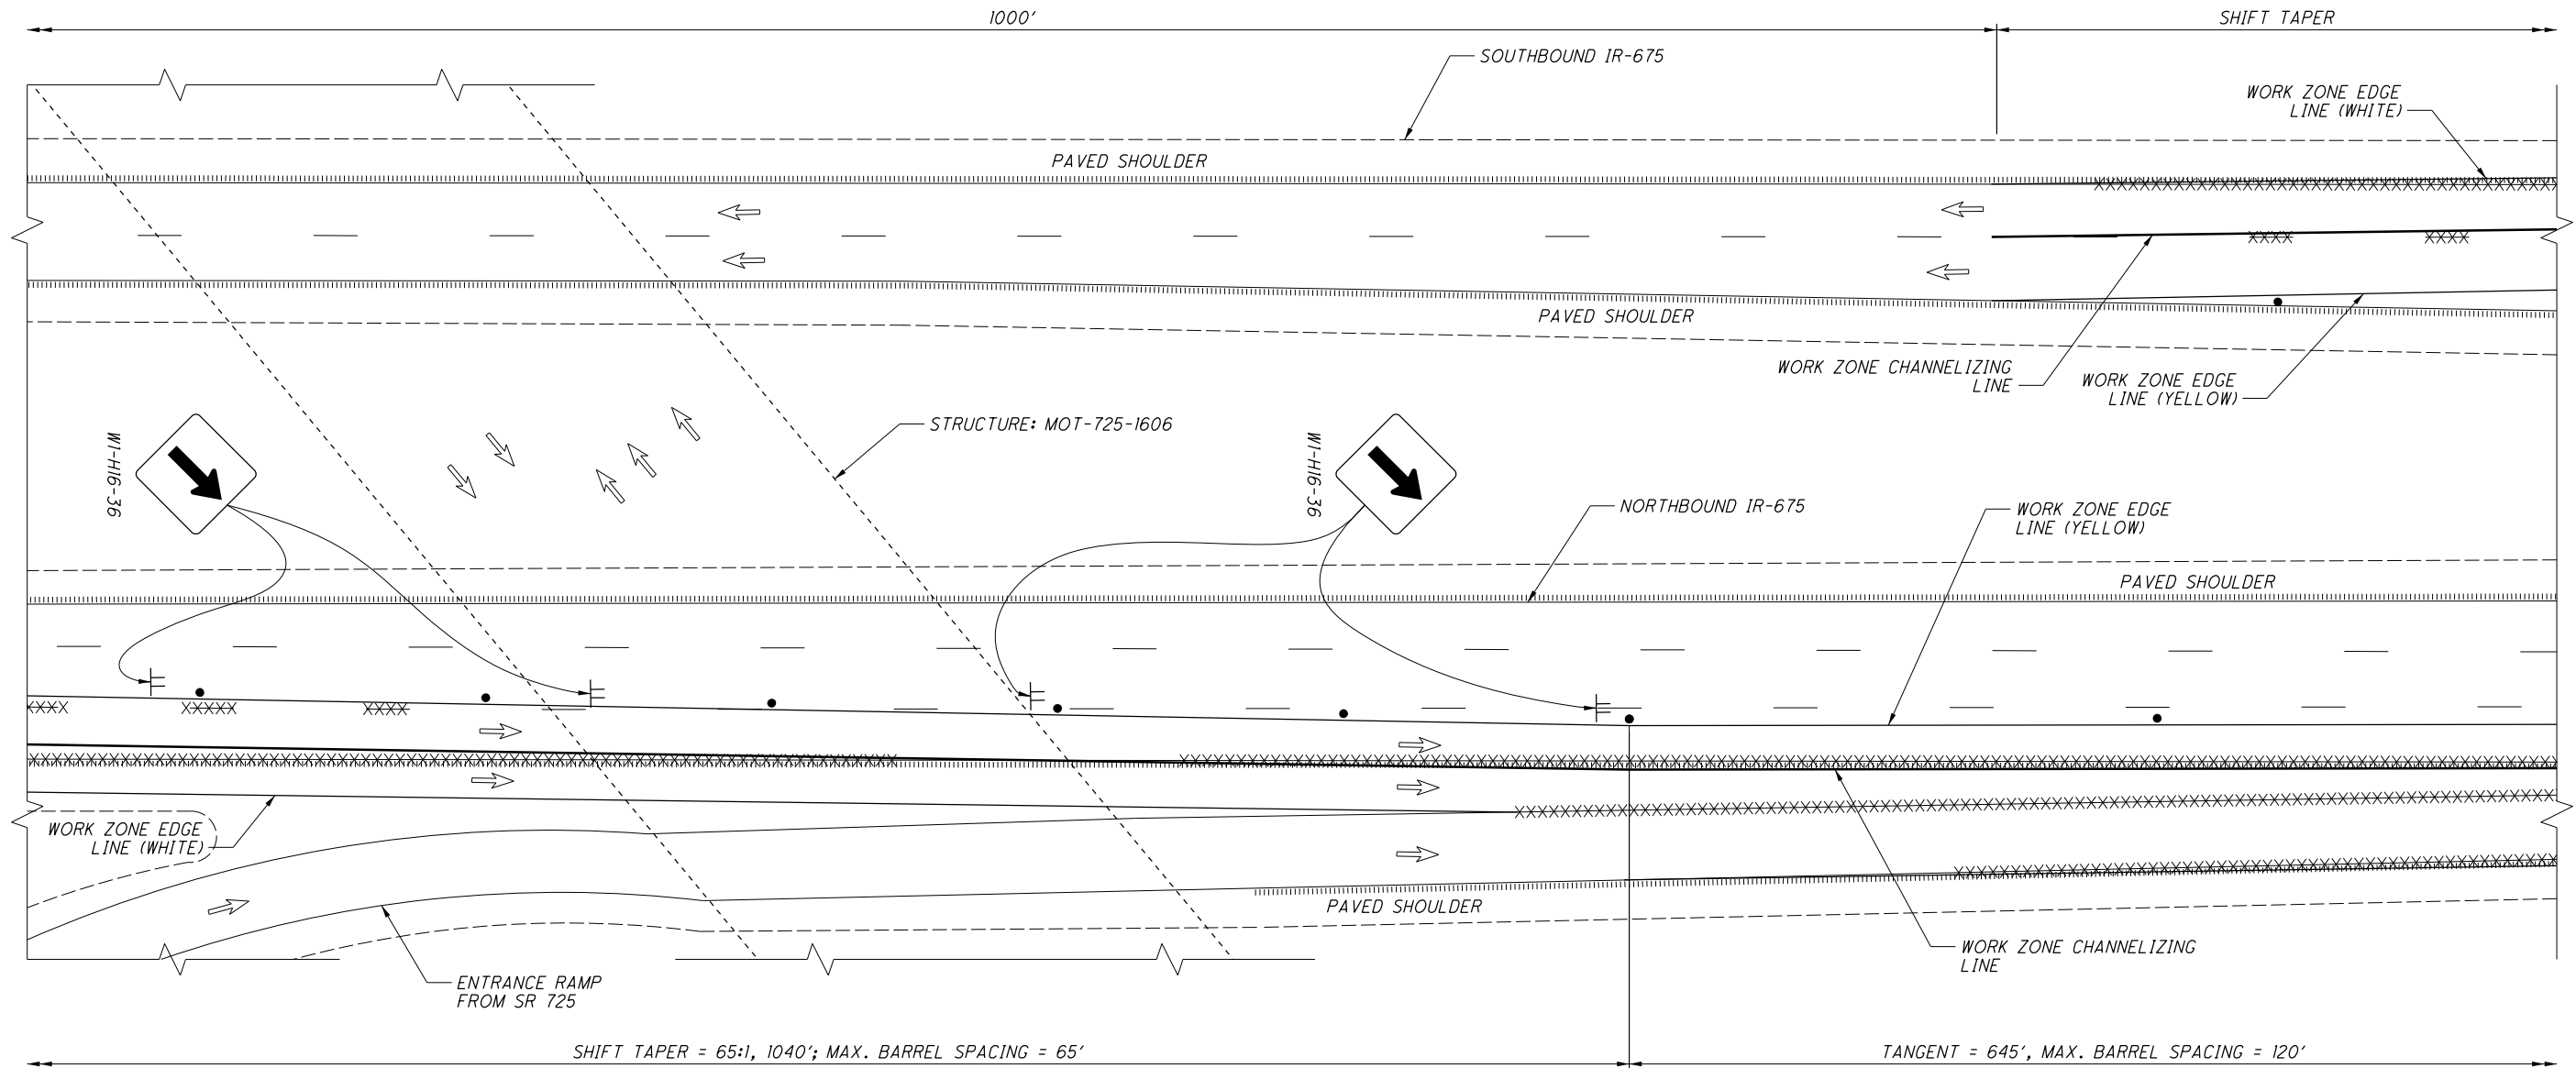 1000'
SHIFT TAPER
SOUTHBOUND IR-675
WORK ZONE EDGE
LINE (WHITE)
PAVED SHOULDER
PAVED SHOULDER
WORK ZONE CHANNELIZING
LINE
WORK ZONE EDGE
LINE (YELLOW)
W1-H16-36
STRUCTURE: MOT-725-1606
W1-H16-36
NORTHBOUND IR-675
WORK ZONE EDGE
LINE (YELLOW)
PAVED SHOULDER
WORK ZONE EDGE
LINE (WHITE)
PAVED SHOULDER
WORK ZONE CHANNELIZING
LINE
ENTRANCE RAMP
FROM SR 725
SHIFT TAPER = 65:1, 1040'; MAX. BARREL SPACING = 65'
TANGENT = 645', MAX. BARREL SPACING = 120'